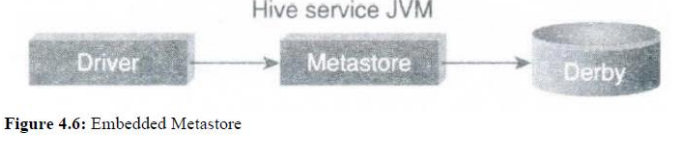 Hive service JVM
Driver
Metastore
Derby
Figure 4.6: Embedded Metastore